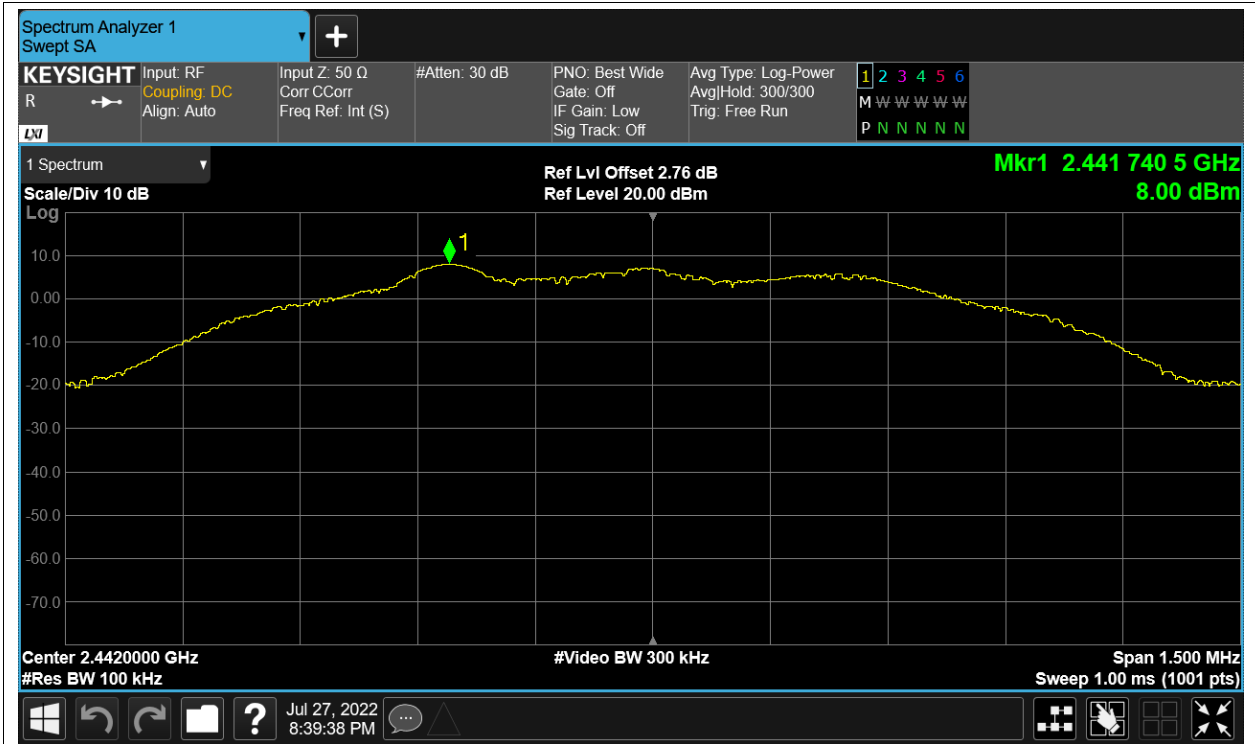 Spectrum Analyzer 1
Swept SA
KEYSIGHT
R
LXI
Input: RF
Coupling: DC
Align: Auto
Input Z: 50 Ω
Corr CCorr
Freq Ref: Int (S)
#Atten: 30 dB
PNO: Best Wide
Gate: Off
IF Gain: Low
Sig Track: Off
Avg Type: Log-Power
Avg|Hold: 300/300
Trig: Free Run
1 2 3 4 5 6
M W W W W W
P N N N N N
1 Spectrum
Scale/Div 10 dB
Log
Ref Lvl Offset 2.76 dB
Ref Level 20.00 dBm
Mkr1 2.441 740 5 GHz
8.00 dBm
1
10.0
0.00
-10.0
-20.0
-30.0
-40.0
-50.0
-60.0
-70.0
Center 2.4420000 GHz
#Res BW 100 kHz
#Video BW 300 kHz
Span 1.500 MHz
Sweep 1.00 ms (1001 pts)
?
Jul 27, 2022
8:39:38 PM